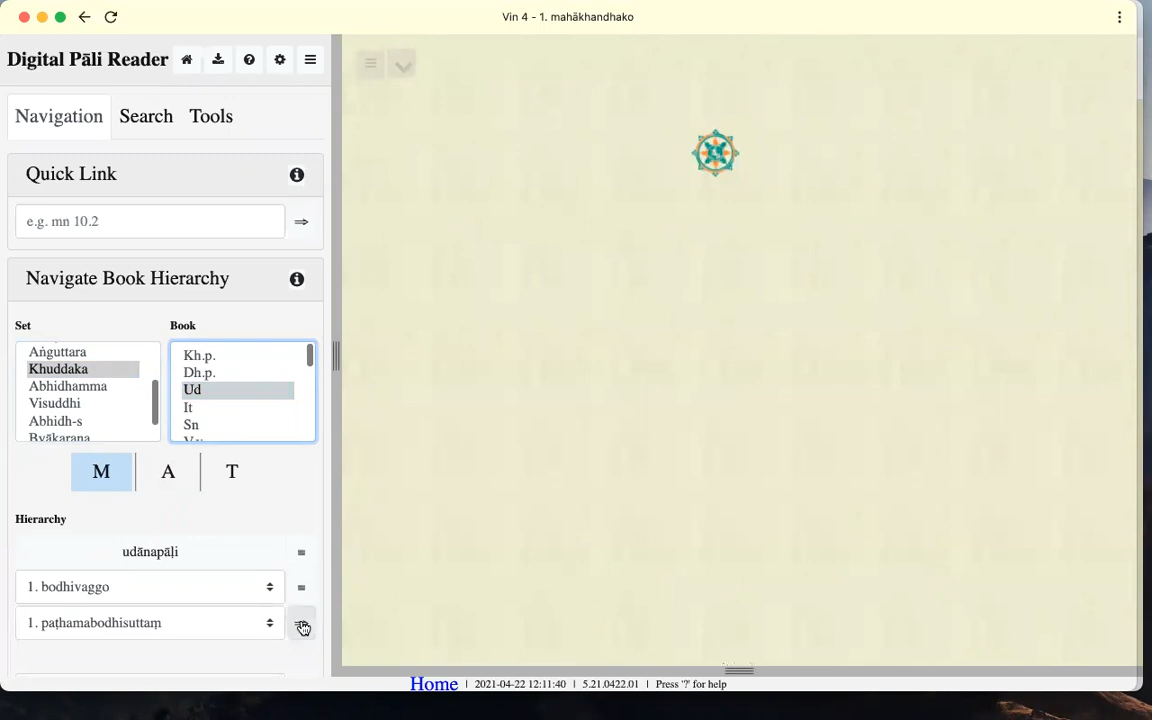 Vin 4 - 1. mahākhandhako
Digital Pāli Reader
Navigation Search Tools
Quick Link
e.g. mn 10.2
⇒
Navigate Book Hierarchy
Set Book
Aṅguttara
Khuddaka
Abhidhamma
Visuddhi
Abhidh-s
Byākaraṇa
Kh.p.
Dh.p.
Ud
It
Sn
M A T
Hierarchy
udānapāḷi
1. bodhivaggo
1. paṭhamabodhisuttaṃ
Home | 2021-04-22 12:11:40 | 5.21.0422.01 | Press '?' for help